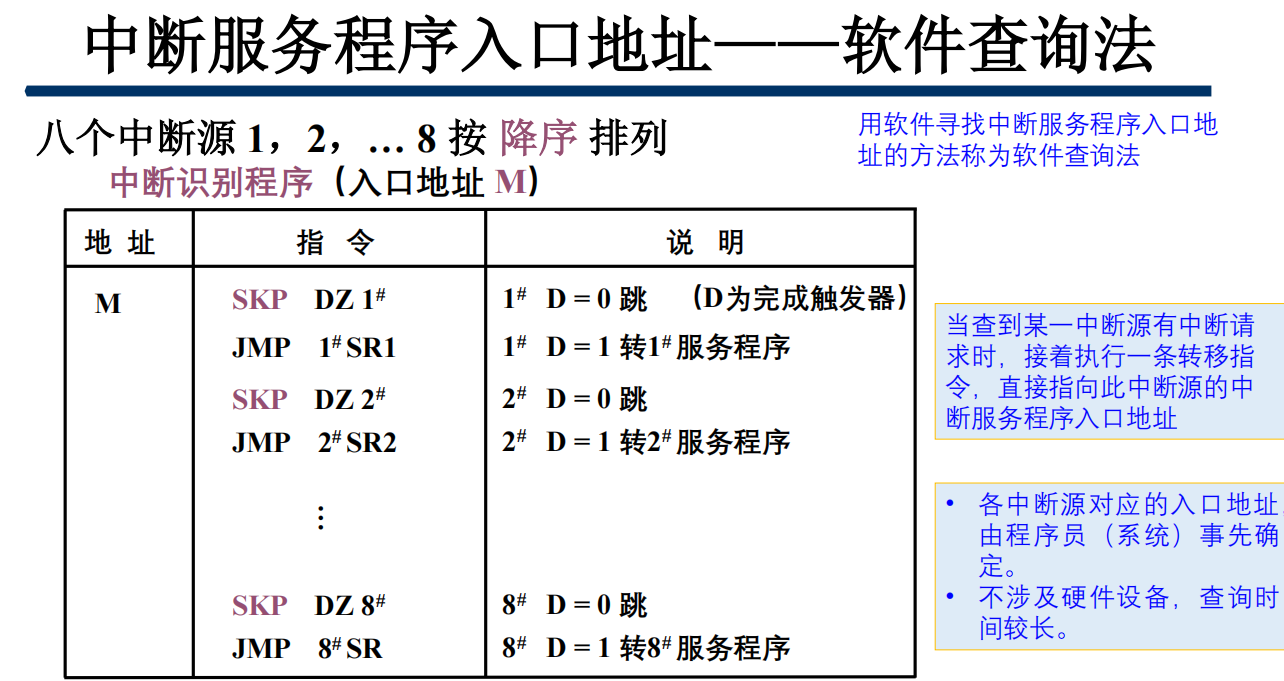 中断服务程序入口地址——软件查询法
八个中断源 1，2，… 8 按 降序 排列
中断识别程序（入口地址 M）
用软件寻找中断服务程序入口地
址的方法称为软件查询法
地 址 指 令 说 明
M SKP DZ 1# 1# D = 0 跳 （D为完成触发器）
JMP 1# SR1 1# D = 1 转1# 服务程序
SKP DZ 2# 2# D = 0 跳
JMP 2# SR2 2# D = 1 转2# 服务程序
⋮
SKP DZ 8# 8# D = 0 跳
JMP 8# SR 8# D = 1 转8# 服务程序
当查到某一中断源有中断请
求时，接着执行一条转移指
令，直接指向此中断源的中
断服务程序入口地址
• 各中断源对应的入口地址
由程序员（系统）事先确
定。
• 不涉及硬件设备，查询时
间较长。